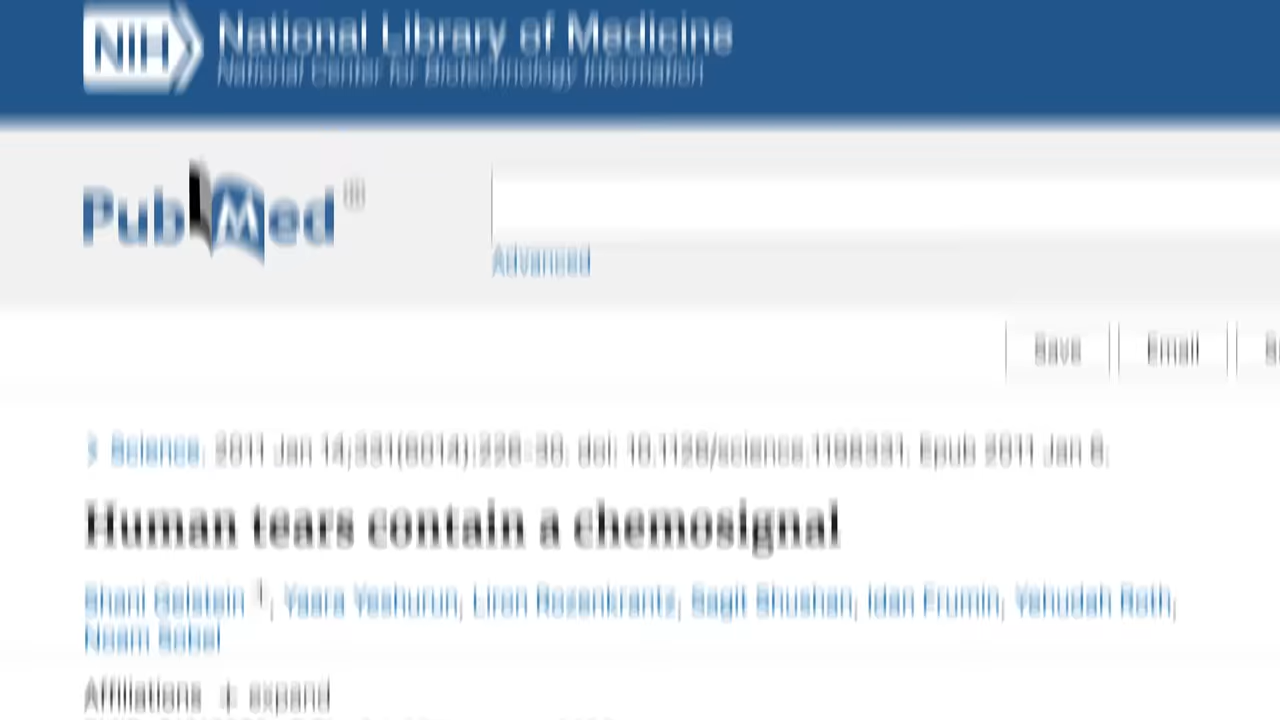 NIH National Library of Medicine
National Center for Biotechnology Information
PubMed®
Advanced
Save Email
> Science. 2011 Jan 14;331(6014):226-30. doi: 10.1126/science.1198331. Epub 2011 Jan 6.
Human tears contain a chemosignal
Shani Gelstein 1, Yaara Yeshurun, Liron Rozenkrantz, Sagit Shushan, Idan Frumin, Yehudah Roth,
Noam Sobel
Affiliations + expand